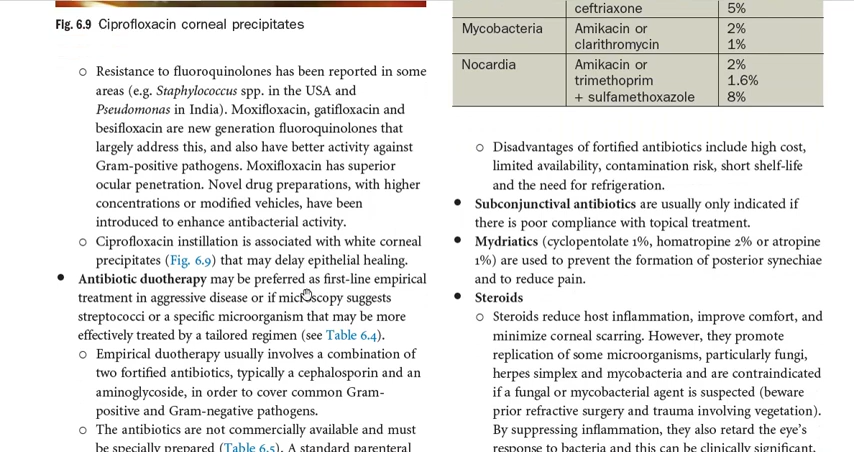 Fig. 6.9 Ciprofloxacin corneal precipitates
○ Resistance to fluoroquinolones has been reported in some
areas (e.g. Staphylococcus spp. in the USA and
Pseudomonas in India). Moxifloxacin, gatifloxacin and
besifloxacin are new generation fluoroquinolones that
largely address this, and also have better activity against
Gram-positive pathogens. Moxifloxacin has superior
ocular penetration. Novel drug preparations, with higher
concentrations or modified vehicles, have been
introduced to enhance antibacterial activity.
○ Ciprofloxacin instillation is associated with white corneal
precipitates (Fig. 6.9) that may delay epithelial healing.
• Antibiotic duotherapy may be preferred as first-line empirical
treatment in aggressive disease or if microscopy suggests
streptococci or a specific microorganism that may be more
effectively treated by a tailored regimen (see Table 6.4).
○ Empirical duotherapy usually involves a combination of
two fortified antibiotics, typically a cephalosporin and an
aminoglycoside, in order to cover common Gram-
positive and Gram-negative pathogens.
○ The antibiotics are not commercially available and must
be specially prepared (Table 6.5). A standard parenteral
ceftriaxone 5%
Mycobacteria Amikacin or 2%
clarithromycin 1%
Nocardia Amikacin or 2%
trimethoprim 1.6%
+ sulfamethoxazole 8%
○ Disadvantages of fortified antibiotics include high cost,
limited availability, contamination risk, short shelf-life
and the need for refrigeration.
• Subconjunctival antibiotics are usually only indicated if
there is poor compliance with topical treatment.
• Mydriatics (cyclopentolate 1%, homatropine 2% or atropine
1%) are used to prevent the formation of posterior synechiae
and to reduce pain.
• Steroids
○ Steroids reduce host inflammation, improve comfort, and
minimize corneal scarring. However, they promote
replication of some microorganisms, particularly fungi,
herpes simplex and mycobacteria and are contraindicated
if a fungal or mycobacterial agent is suspected (beware
prior refractive surgery and trauma involving vegetation).
By suppressing inflammation, they also retard the eye's
response to bacteria and this can be clinically significant,